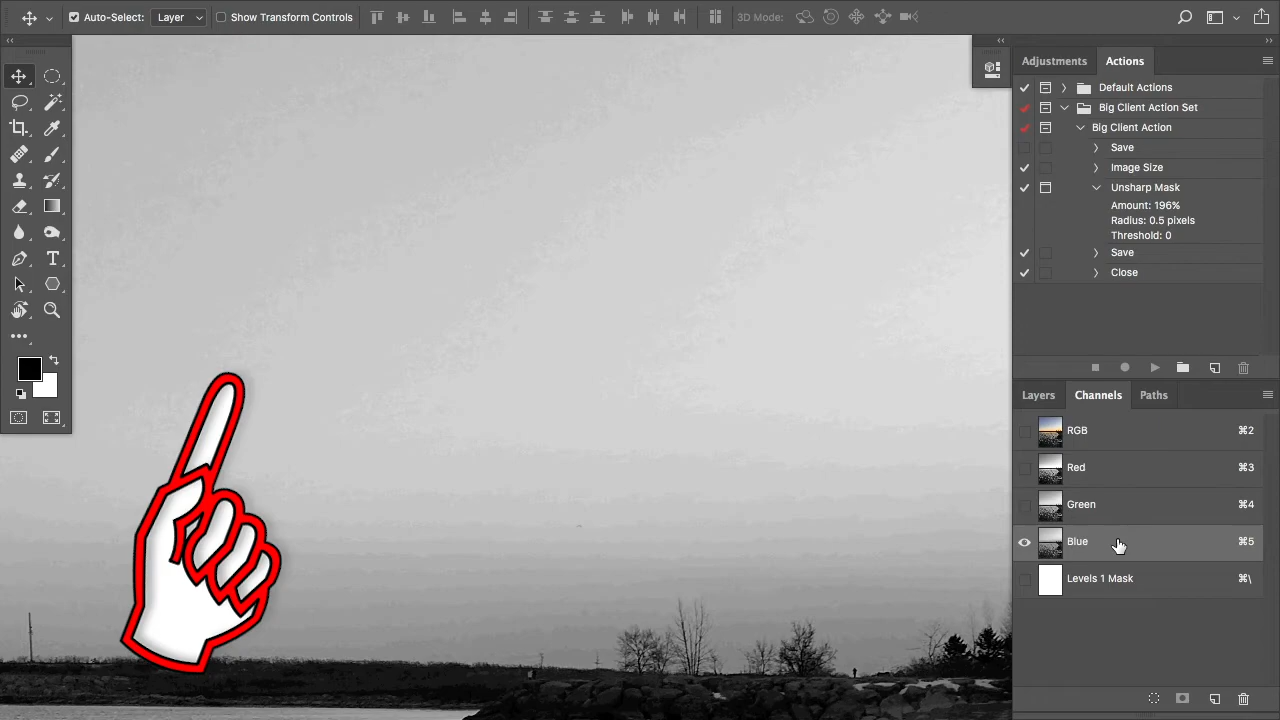 Auto-Select: Layer Show Transform Controls 3D Mode:
Adjustments Actions
Default Actions
Big Client Action Set
Big Client Action
Save
Image Size
Unsharp Mask
Amount: 196%
Radius: 0.5 pixels
Threshold: 0
Save
Close
Layers Channels Paths
RGB ⌘2
Red ⌘3
Green ⌘4
Blue ⌘5
Levels 1 Mask ⌘\